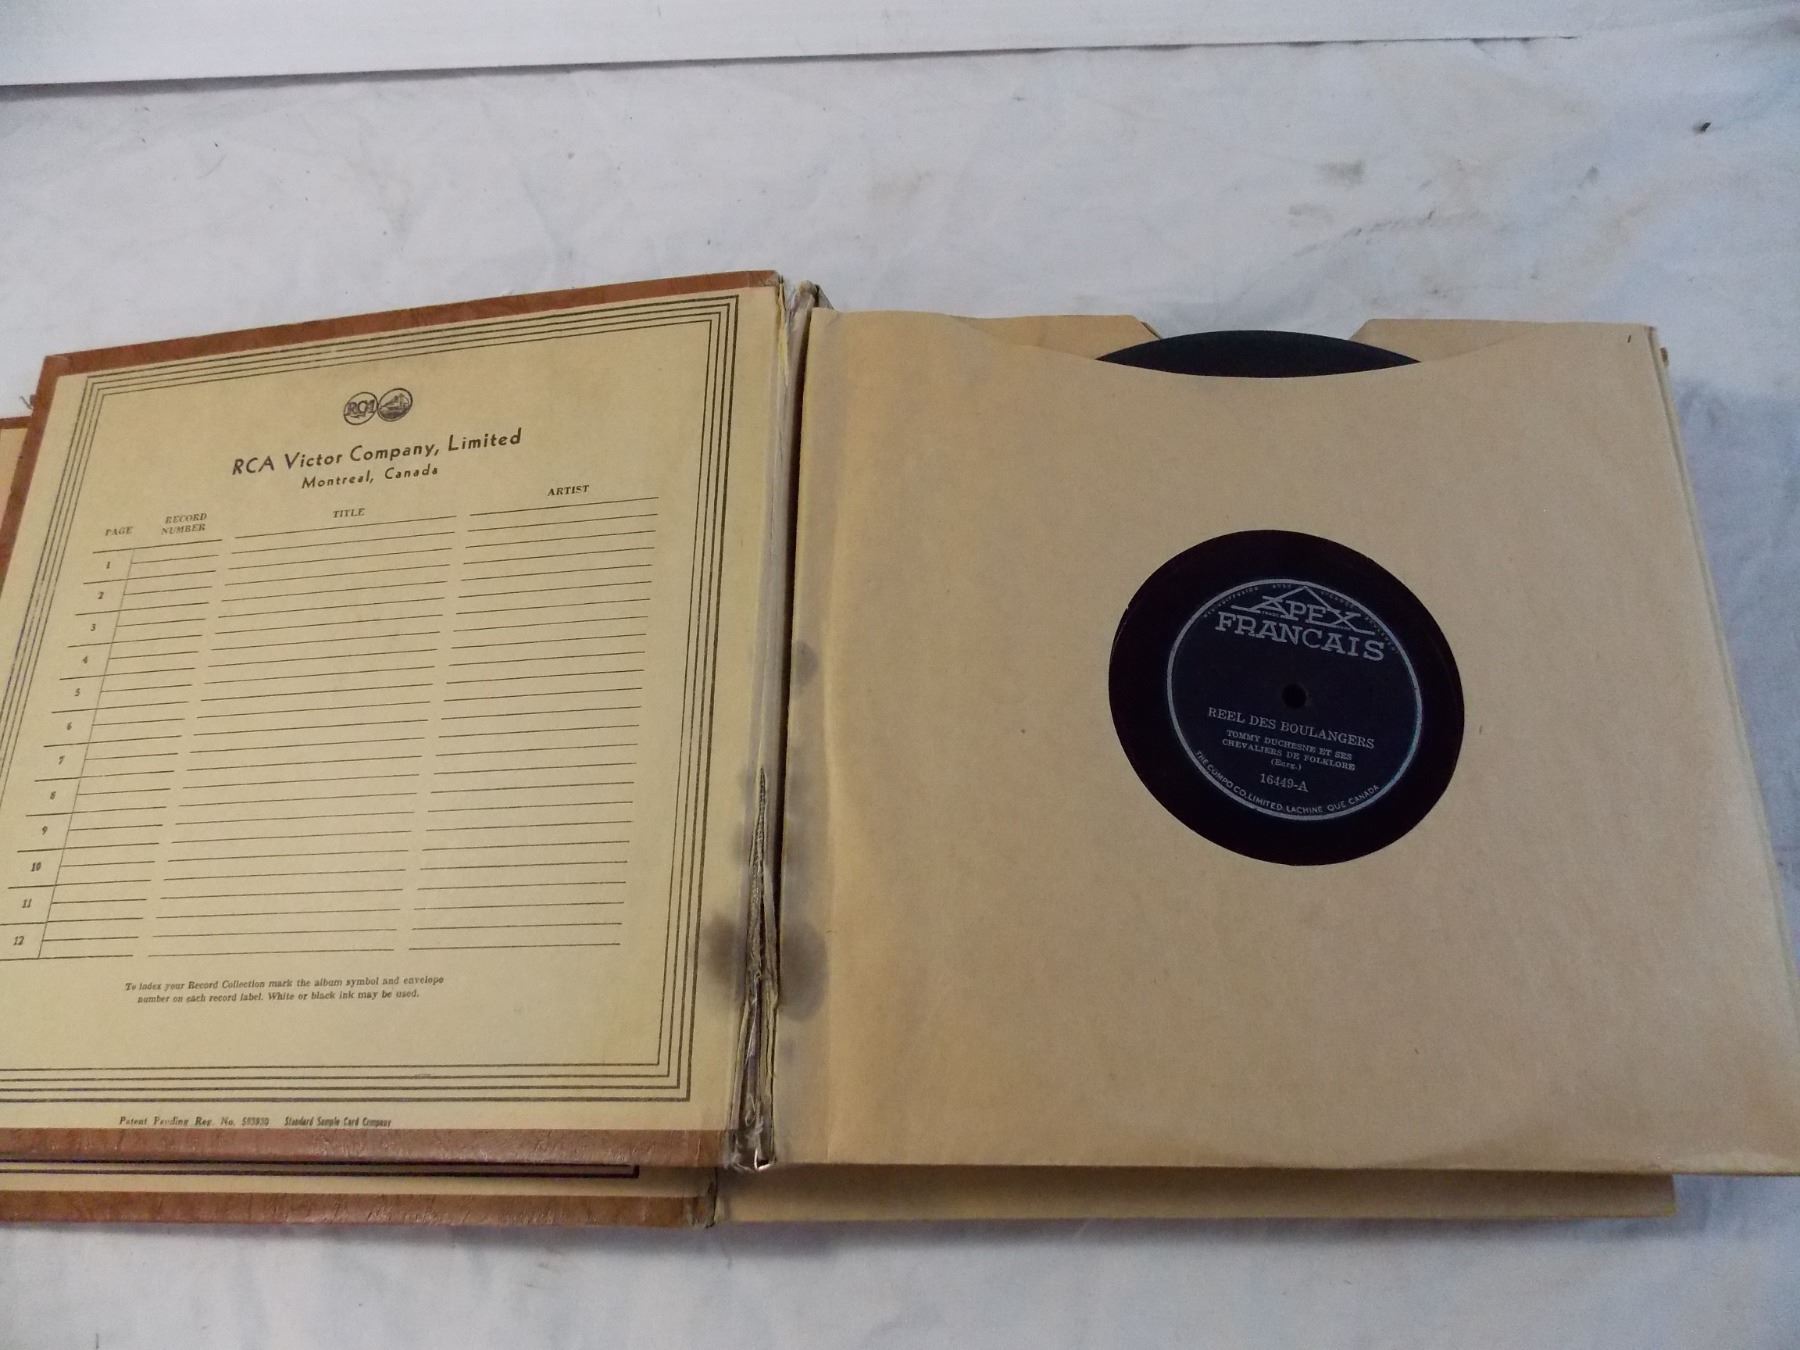 RCA
RCA Victor Company, Limited
Montreal, Canada
PAGE
RECORD
NUMBER
TITLE
ARTIST
1
2
3
4
5
6
7
8
9
10
11
12
To index your Record Collection mark the album symbol and envelope
number on each record label. White or black ink may be used.
Patent Pending Reg. No. Standard Sample Card Company
1
APEX
FRANCAIS
REEL DES BOULANGERS
TOMMY DUCHESNE ET SES
CHEVALIERS DE FOLKLORE
(Enrg.)
16449-A
THE COMPO CO. LIMITED, LACHINE QUE CANADA